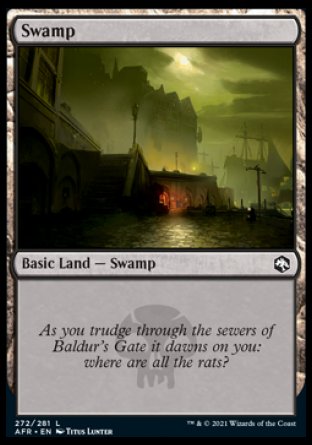 Swamp
Basic Land — Swamp
As you trudge through the sewers of
Baldur's Gate it dawns on you:
where are all the rats?
272/281 L
AFR • EN Titus Lunter
™ & © 2021 Wizards of the Coast